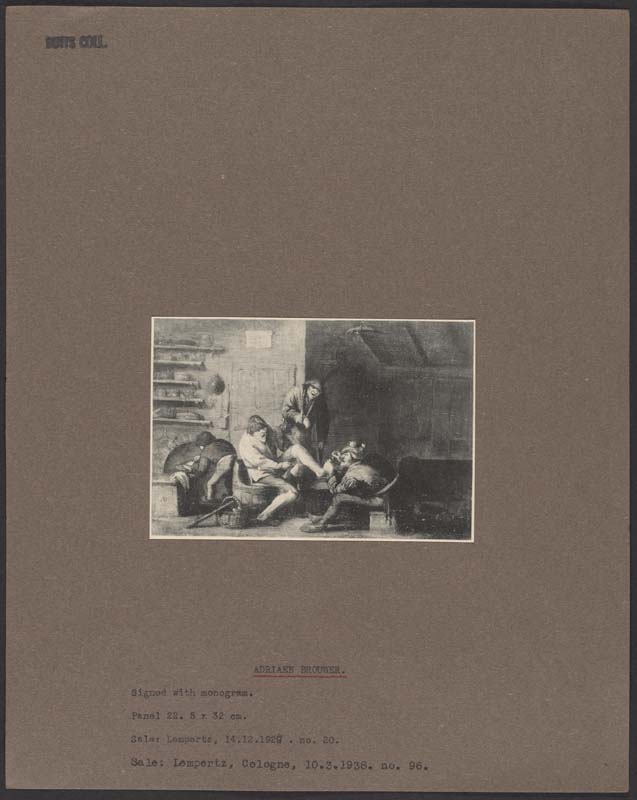 WITT COLL.
ADRIAEN BROUWER.
Signed with monogram.
Panel 22. 5 x 32 cm.
Sale: Lempertz, 14.12.1929 . no. 20.
Sale: Lempertz, Cologne, 10.3.1938. no. 96.